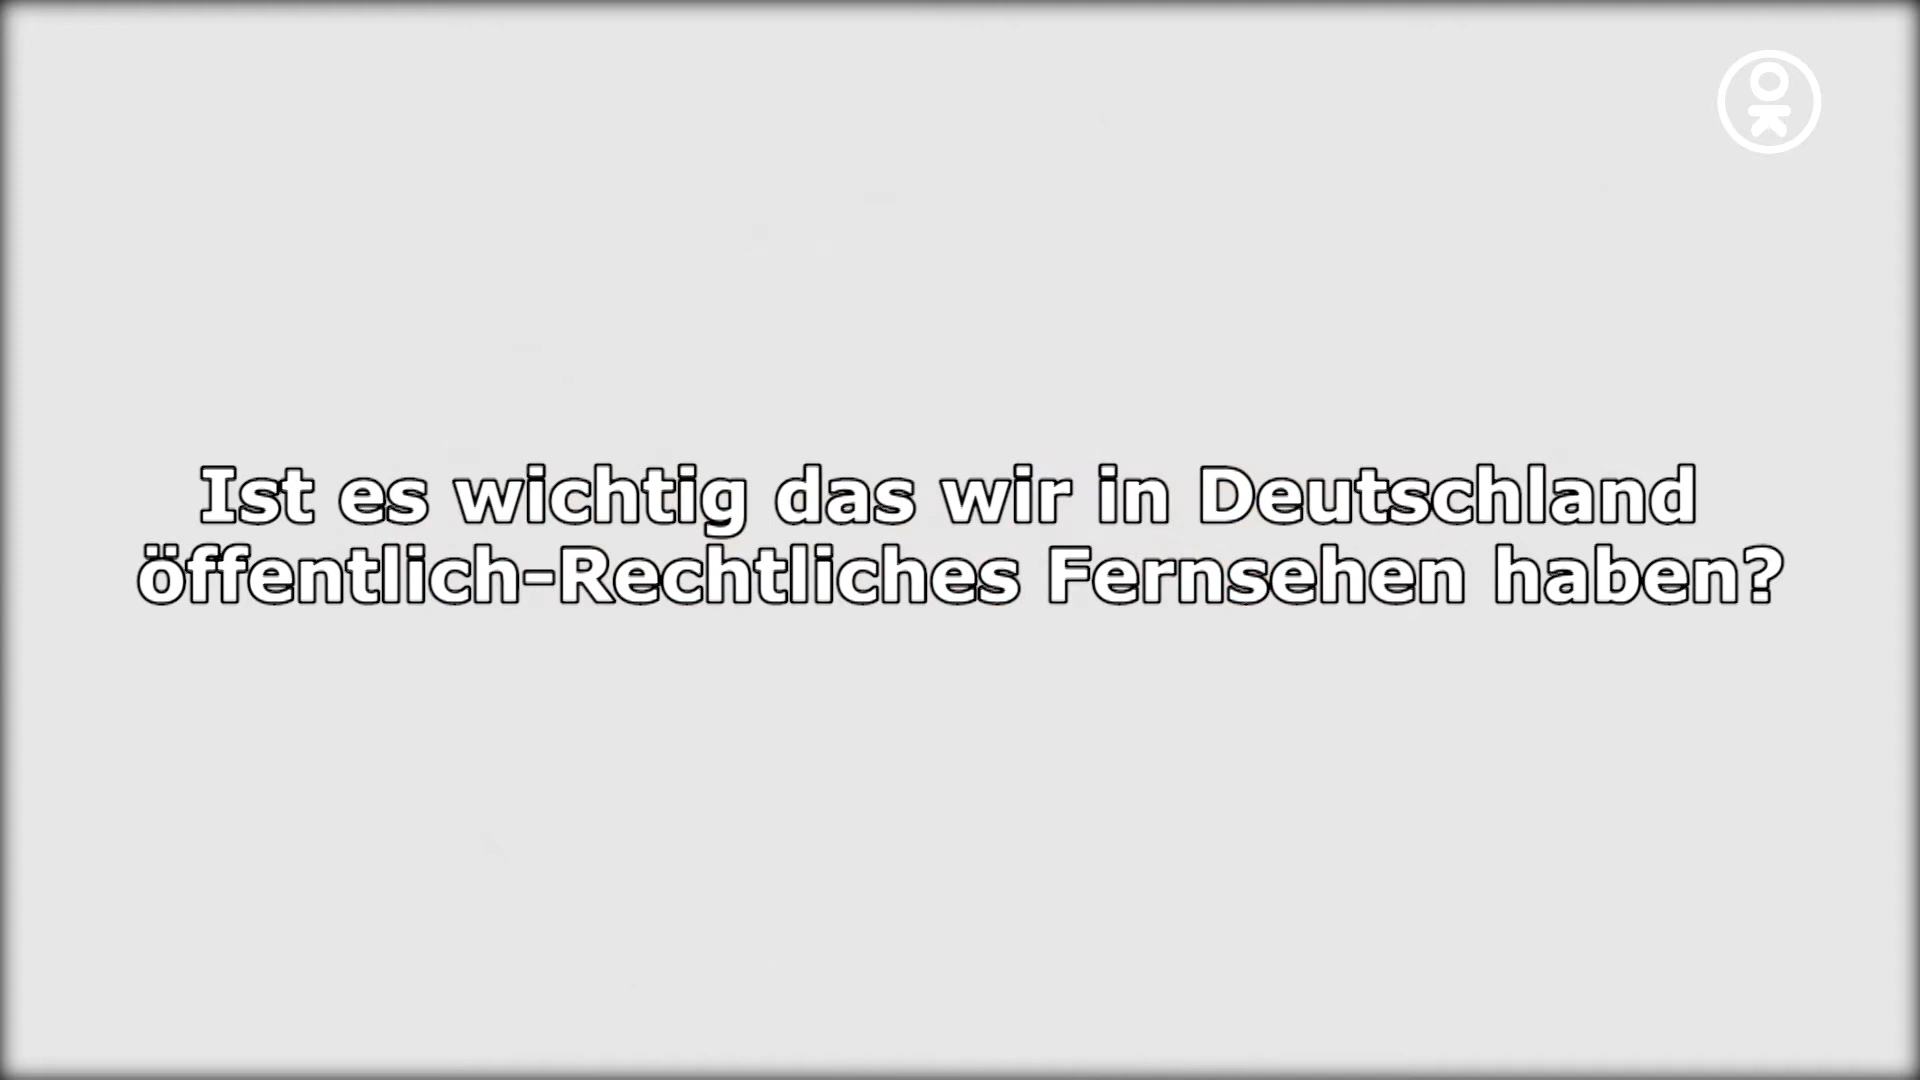 Ist es wichtig das wir in Deutschland
öffentlich-Rechtliches Fernsehen haben?